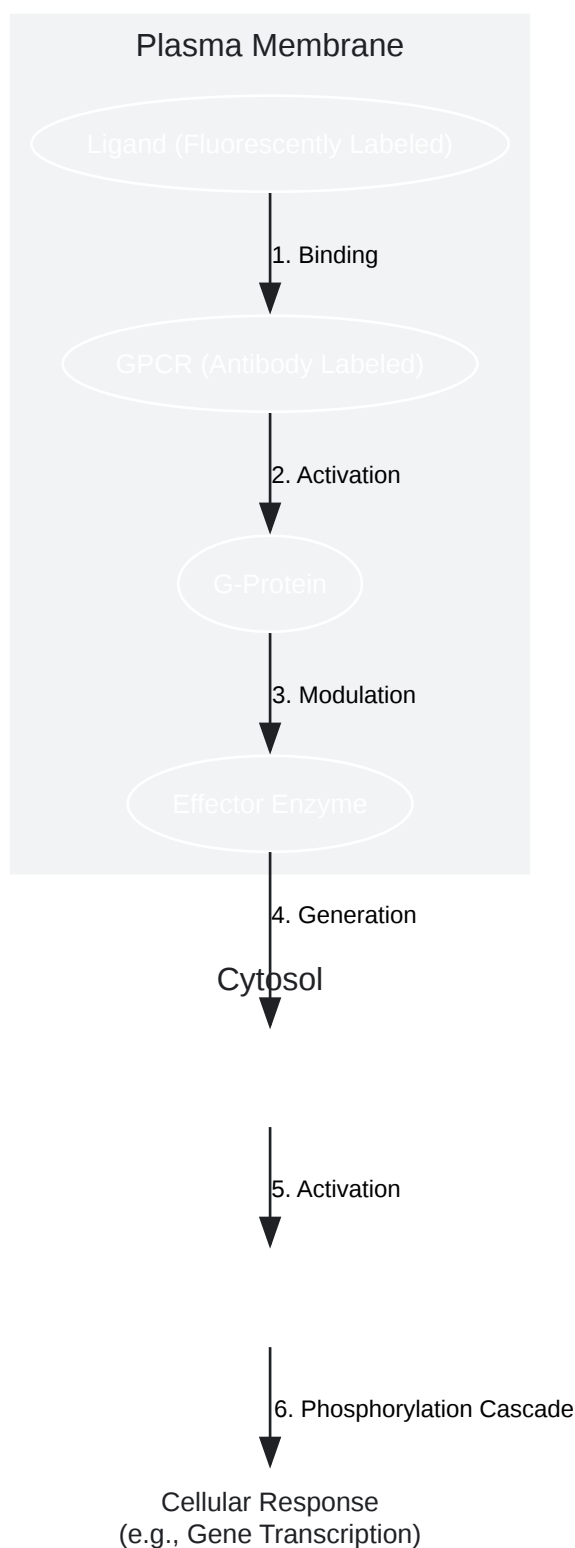 Plasma Membrane
Ligand (Fluorescently Labeled)
1. Binding
GPCR (Antibody Labeled)
2. Activation
G-Protein
3. Modulation
Effector Enzyme
4. Generation
Cytosol
5. Activation
6. Phosphorylation Cascade
Cellular Response
(e.g., Gene Transcription)